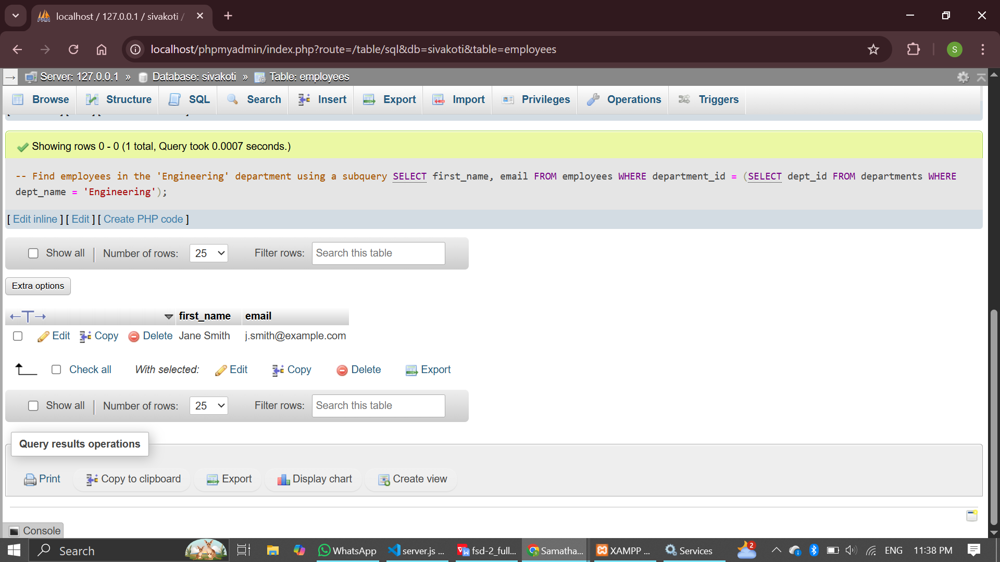 localhost / 127.0.0.1 / sivakoti /
localhost/phpmyadmin/index.php?route=/table/sql&db=sivakoti&table=employees
S
Server: 127.0.0.1 » Database: sivakoti » Table: employees
Browse Structure SQL Search Insert Export Import Privileges Operations Triggers
Showing rows 0 - 0 (1 total, Query took 0.0007 seconds.)
-- Find employees in the 'Engineering' department using a subquery SELECT first_name, email FROM employees WHERE department_id = (SELECT dept_id FROM departments WHERE
dept_name = 'Engineering');
[ Edit inline ] [ Edit ] [ Create PHP code ]
Show all Number of rows: 25 Filter rows: Search this table
Extra options
←T→ first_name email
Edit Copy Delete Jane Smith j.smith@example.com
Check all With selected: Edit Copy Delete Export
Show all Number of rows: 25 Filter rows: Search this table
Query results operations
Print Copy to clipboard Export Display chart Create view
Console
Search WhatsApp server.js ... fsd-2_full... Samatha... XAMPP ... Services 2 ENG 11:38 PM